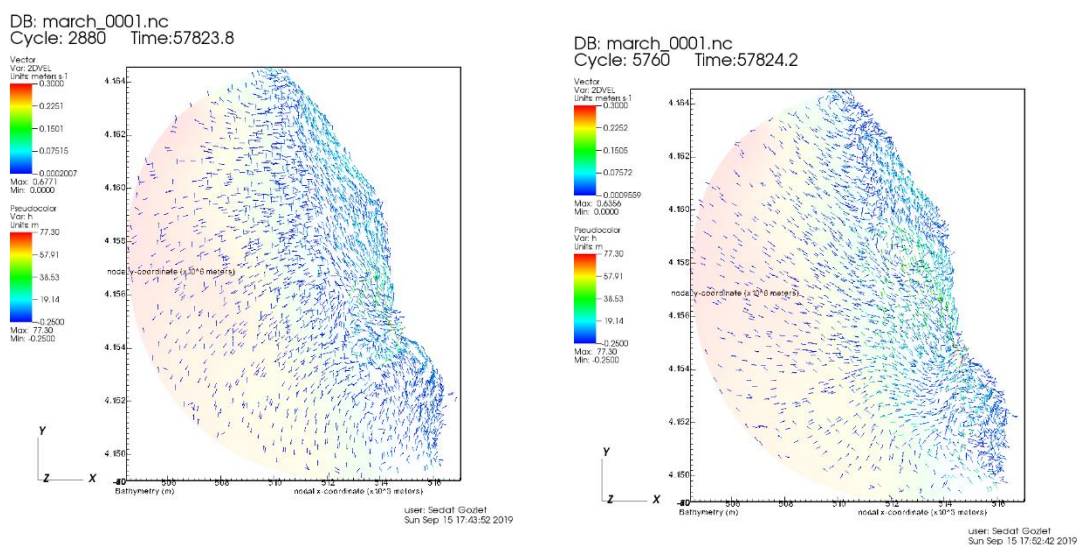 DB: march_0001.nc
Cycle: 2880 Time:57823.8
Vector
Var: 2DVEL
Units: meters s-1
0.3000
0.2251
0.1501
0.07515
0.0002007
Max: 0.6771
Min: 0.0000
Pseudocolor
Var: h
Units: m
77.30
57.91
38.53
19.14
-0.2500
Max: 77.30
Min: -0.2500
4.164
4.162
4.160
4.158
nodal y-coordinate (x10^6 meters)
4.156
4.154
4.152
4.150
506
508
510
512
514
516
Bathymetry (m)
nodal x-coordinate (x10^3 meters)
Y
Z
X
user: Sedat Gozlet
Sun Sep 15 17:43:52 2019
DB: march_0001.nc
Cycle: 5760 Time:57824.2
Vector
Var: 2DVEL
Units: meters s-1
0.3000
0.2252
0.1505
0.07572
0.0009559
Max: 0.6356
Min: 0.0000
Pseudocolor
Var: h
Units: m
77.30
57.91
38.53
19.14
-0.2500
Max: 77.30
Min: -0.2500
4.164
4.162
4.160
4.158
nodal y-coordinate (x10^6 meters)
4.156
4.154
4.152
4.150
506
508
510
512
514
516
Bathymetry (m)
nodal x-coordinate (x10^3 meters)
Y
Z
X
user: Sedat Gozlet
Sun Sep 15 17:52:42 2019